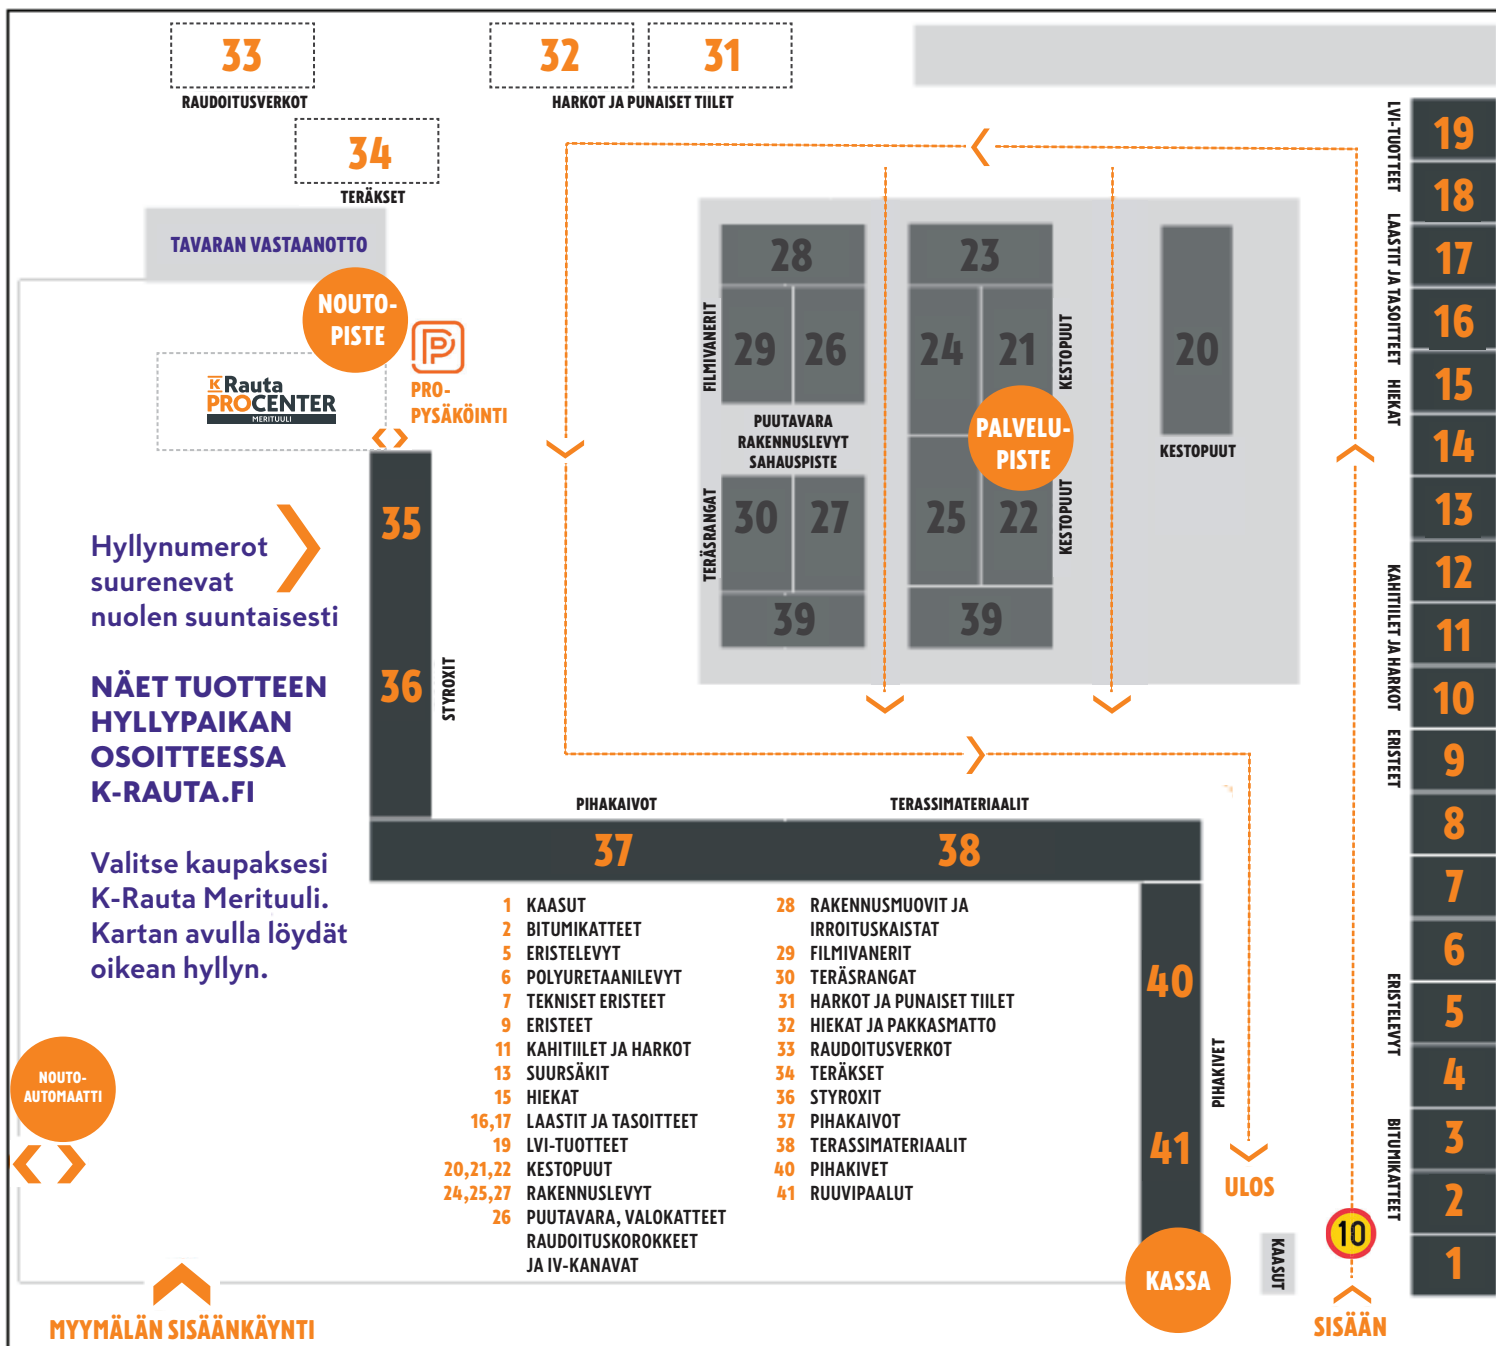 33
RAUDOITUSVERKOT
32
31
HARKOT JA PUNAISET TIILET
34
TERÄKSET
TAVARAN VASTAANOTTO
NOUTO-
PISTE
P
PRO-
PYSÄKÖINTI
K Rauta
PROCENTER
MERITUULI
28
29
26
FILMIVANERIT
PUUTAVARA
RAKENNUSLEVYT
SAHAUSPISTE
30
27
TERÄSRANGAT
39
23
24
21
KESTOPUUT
PALVELU-
PISTE
25
22
KESTOPUUT
39
20
KESTOPUUT
LVI-TUOTTEET
LAASTIT JA TASOITTEET
HIEKAT
KAHITIILET JA HARKOT
ERISTEET
ERISTELEVYT
BITUMIKATTEET
19
18
17
16
15
14
13
12
11
10
9
8
7
6
5
4
3
2
1
35
36
STYROXIT
Hyllynumerot
suurenevat
nuolen suuntaisesti
NÄET TUOTTEEN
HYLLYPAIKAN
OSOITTEESSA
K-RAUTA.FI
Valitse kaupaksesi
K-Rauta Merituuli.
Kartan avulla löydät
oikean hyllyn.
PIHAKAIVOT
TERASSIMATERIAALIT
37
38
1 KAASUT
2 BITUMIKATTEET
5 ERISTELEVYT
6 POLYURETAANILEVYT
7 TEKNISET ERISTEET
9 ERISTEET
11 KAHITIILET JA HARKOT
13 SUURSÄKIT
15 HIEKAT
16,17 LAASTIT JA TASOITTEET
19 LVI-TUOTTEET
20,21,22 KESTOPUUT
24,25,27 RAKENNUSLEVYT
26 PUUTAVARA, VALOKATTEET
RAUDOITUSKOROKKEET
JA IV-KANAVAT
28 RAKENNUSMUOVIT JA
IRROITUSKAISTAT
29 FILMIVANERIT
30 TERÄSRANGAT
31 HARKOT JA PUNAISET TIILET
32 HIEKAT JA PAKKASMATTO
33 RAUDOITUSVERKOT
34 TERÄKSET
36 STYROXIT
37 PIHAKAIVOT
38 TERASSIMATERIAALIT
40 PIHAKIVET
41 RUUVIPAALUT
40
41
PIHAKIVET
ULOS
KASSA
KAASUT
10
SISÄÄN
NOUTO-
AUTOMAATTI
MYYMÄLÄN SISÄÄNKÄYNTI